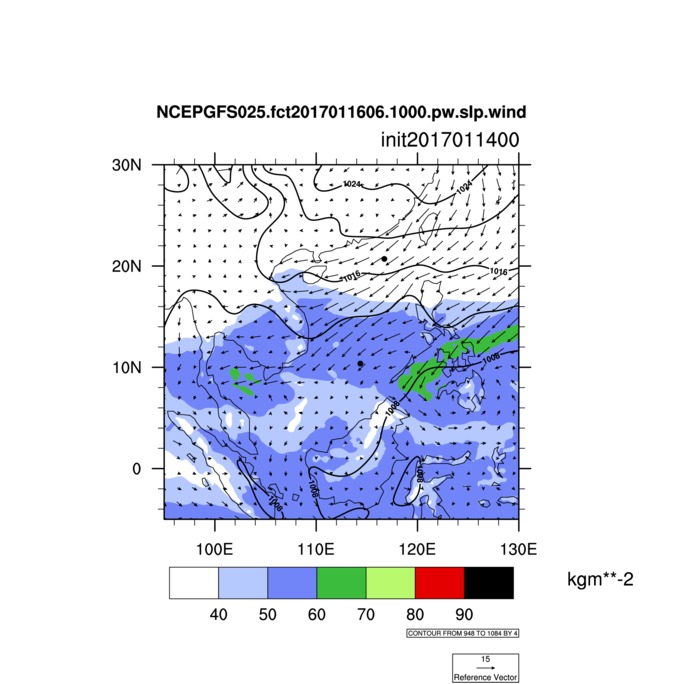 NCEPGFS025.fct2017011606.1000.pw.slp.wind
init2017011400
30N
1024
1024
20N
1016
1016
10N
1008
1008
0
1008
1008
1008
100E 110E 120E 130E
kgm**-2
40 50 60 70 80 90
CONTOUR FROM 948 TO 1084 BY 4
15
Reference Vector